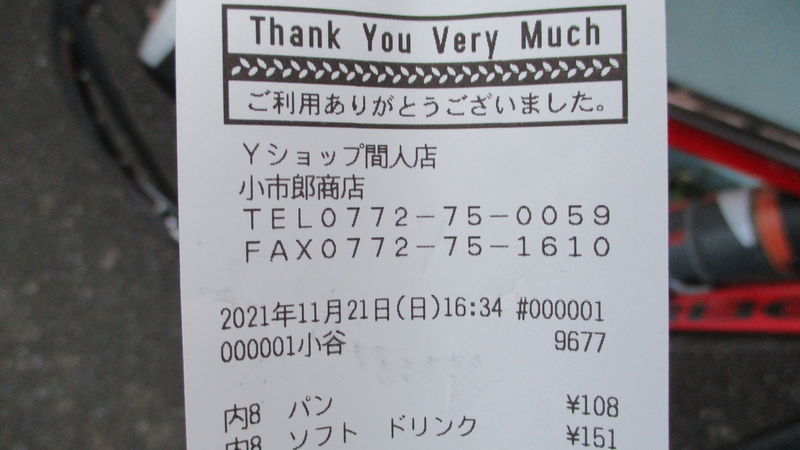 Thank You Very Much
ご利用ありがとうございました。
Yショップ間人店
小市郎商店
TEL0772-75-0059
FAX0772-75-1610
2021年11月21日(日)16:34 #000001
000001小谷 9677
内8 パン ¥108
内8 ソフト ドリンク ¥151